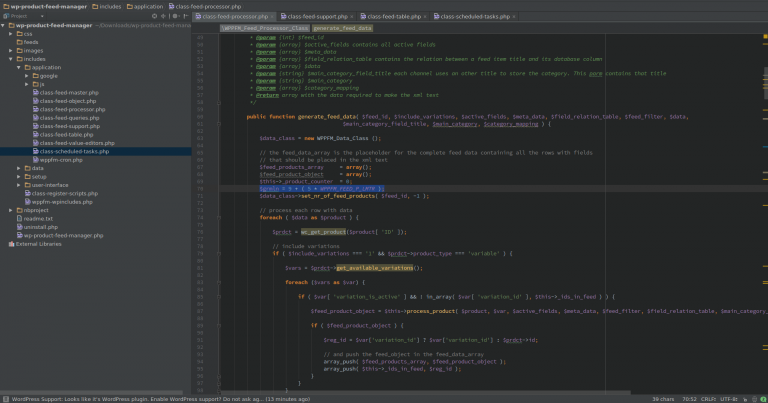 wp-product-feed-manager
includes
application
class-feed-processor.php
Project
class-feed-processor.php
class-feed-support.php
class-feed-table.php
class-scheduled-tasks.php
\WPPFM_Feed_Processor_Class
generate_feed_data
wp-product-feed-manager
css
feeds
images
includes
application
google
js
class-feed-master.php
class-feed-object.php
class-feed-processor.php
class-feed-queries.php
class-feed-support.php
class-feed-table.php
class-feed-value-editors.php
class-scheduled-tasks.php
wppfm-cron.php
data
setup
user-interface
class-register-scripts.php
wppfm-wpincludes.php
nbproject
readme.txt
uninstall.php
wp-product-feed-manager.php
External Libraries
* @param (int) $feed_id
* @param (array) $active_fields contains all active fields
* @param (array) $meta_data
* @param (array) $field_relation_table contains the relation between a feed item title and its database column
* @param (array) $data
* @param (string) $main_category_field_title each channel uses an other title to store the category. This parm contains that title
* @param (string) $main_category
* @param (array) $category_mapping
* @return array with the data required to make the xml text
*/
public function generate_feed_data( $feed_id, $include_variations, $active_fields, $meta_data, $field_relation_table, $feed_filter, $data,
$main_category_field_title, $main_category, $category_mapping ) {
$data_class = new WPPFM_Data_Class ();
// the feed_data_array is the placeholder for the complete feed data containing all the rows with fields
// that should be placed in the xml text
$feed_products_array = array();
$feed_product_object = array();
$this->_product_counter = 0;
$data_class->set_nr_of_feed_products( $feed_id,
// process each row with data
foreach ( $data as $product ) {
$prdct = wc_get_product($product[ 'ID' ]);
// include variations
if ( $include_variations === '1' && $prdct->product_type === 'variable' ) {
$vars = $prdct->get_available_variations();
foreach ($vars as $var) {
if ( $var[ 'variation_is_active' ] && ! in_array( $var[ 'variation_id' ], $this->_ids_in_feed ) ) {
$feed_product_object = $this->process_product( $product, $var, $active_fields, $meta_data, $feed_filter, $field_relation_table, $main_category_
if ( $feed_product_object ) {
$reg_id = $var['variation_id'] ? $var['variation_id'] : $prdct->id;
// and push the feed_object in the feed_data_array
array_push( $feed_products_array, $feed_product_object );
array_push( $this->_ids_in_feed, $reg_id );
}
}
}
WordPress Support: Looks like it's WordPress plugin. Enable WordPress support? Do not ask ag... (13 minutes ago)
39 chars
70:52
CRLF:
UTF-8: